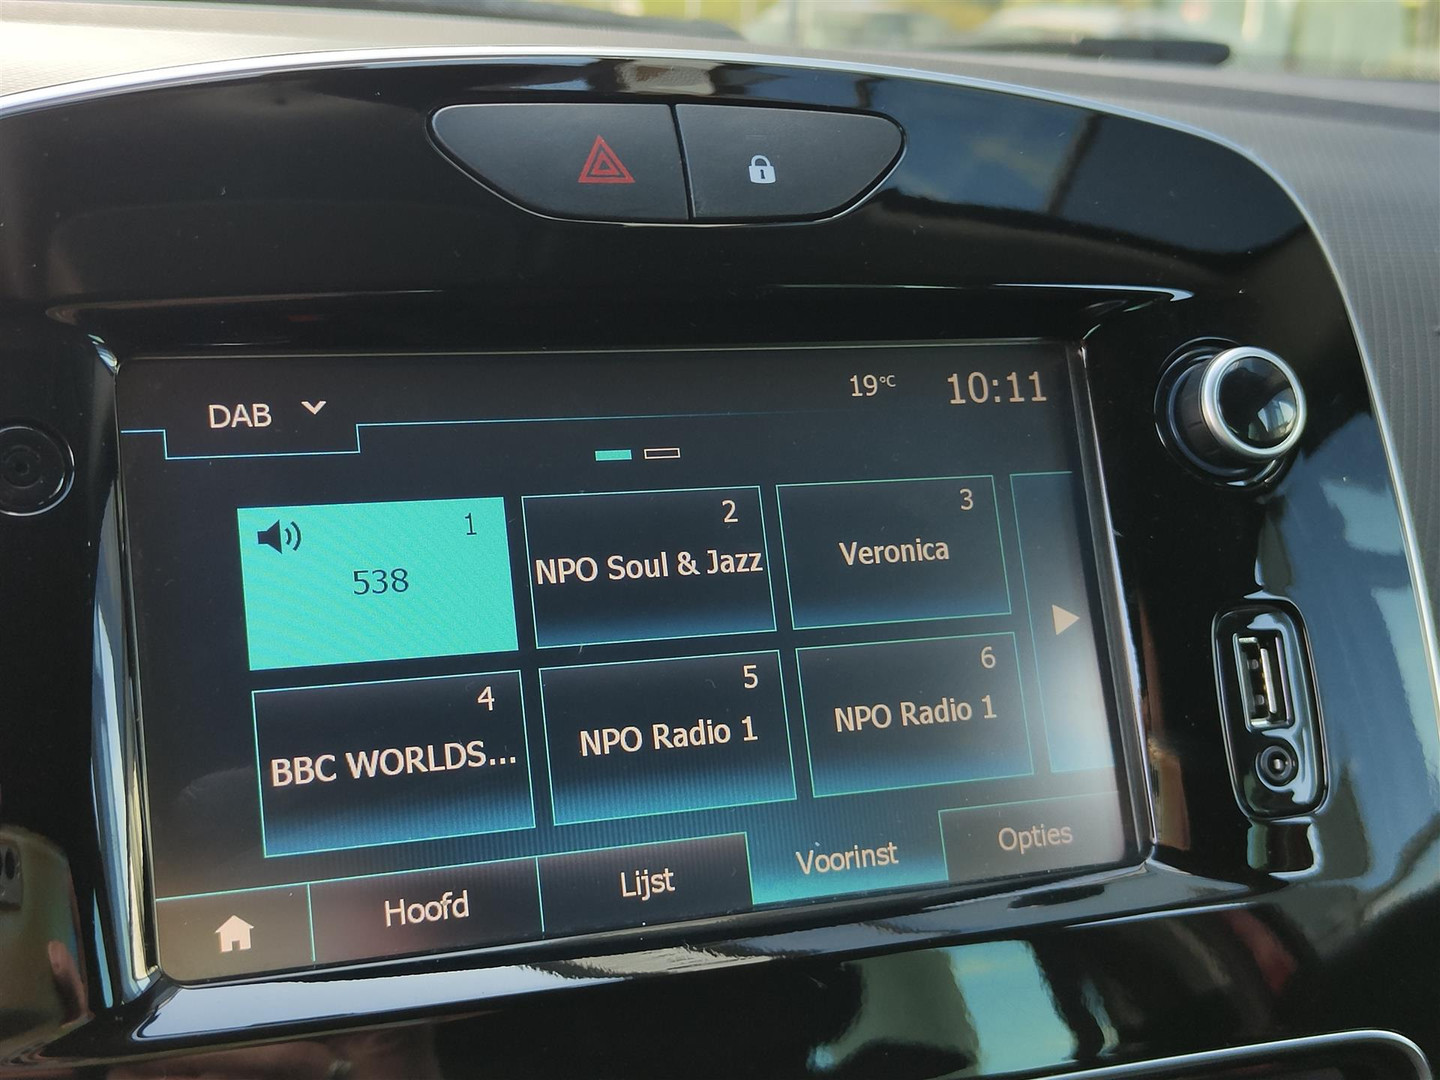 DAB
19°C
10:11
1
538
2
NPO Soul & Jazz
3
Veronica
4
BBC WORLDS...
5
NPO Radio 1
6
NPO Radio 1
Hoofd
Lijst
Voorinst
Opties